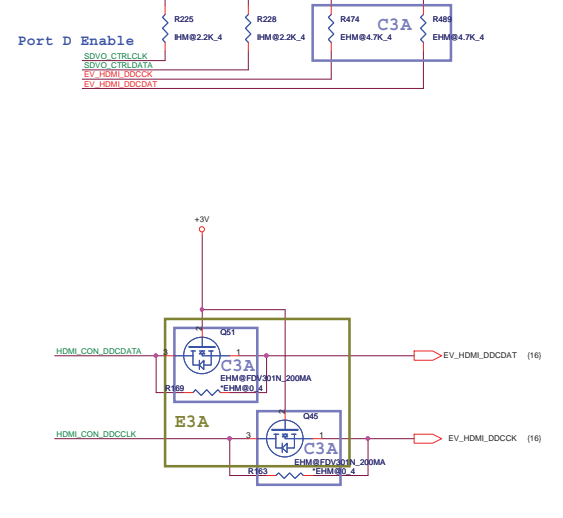 R225
IHM@2.2K_4
R228
IHM@2.2K_4
R474
EHM@4.7K_4
C3A
R489
EHM@4.7K_4
Port D Enable
SDVO_CTRLCLK
SDVO_CTRLDATA
EV_HDMI_DDCCK
EV_HDMI_DDCDAT
+3V
Q51
2
HDMI_CON_DDCDATA
3
1
EV_HDMI_DDCDAT (16)
C3A
EHM@FDV301N_200MA
R169
*EHM@0_4
E3A
Q45
2
HDMI_CON_DDCCLK
3
1
EV_HDMI_DDCCK (16)
C3A
EHM@FDV301N_200MA
R163
*EHM@0_4